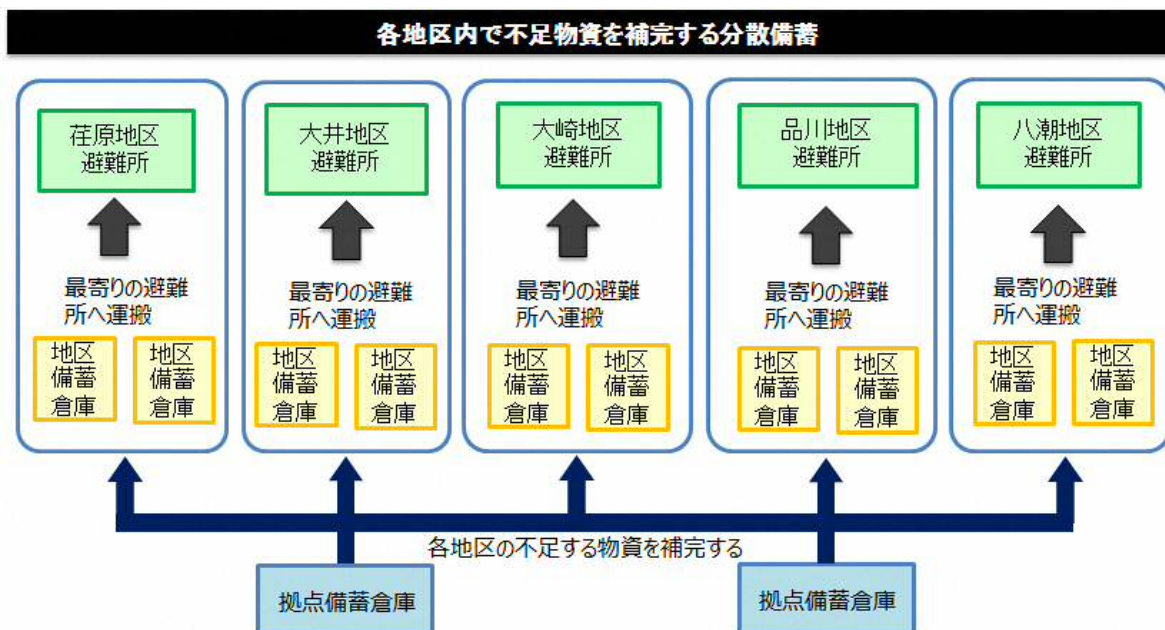 各地区内で不足物資を補完する分散備蓄
荏原地区
避難所
最寄りの避難
所へ運搬
地区
備蓄
倉庫
地区
備蓄
倉庫
大井地区
避難所
最寄りの避難
所へ運搬
地区
備蓄
倉庫
地区
備蓄
倉庫
大崎地区
避難所
最寄りの避難
所へ運搬
地区
備蓄
倉庫
地区
備蓄
倉庫
品川地区
避難所
最寄りの避難
所へ運搬
地区
備蓄
倉庫
地区
備蓄
倉庫
八潮地区
避難所
最寄りの避難
所へ運搬
地区
備蓄
倉庫
地区
備蓄
倉庫
各地区の不足する物資を補完する
拠点備蓄倉庫
拠点備蓄倉庫